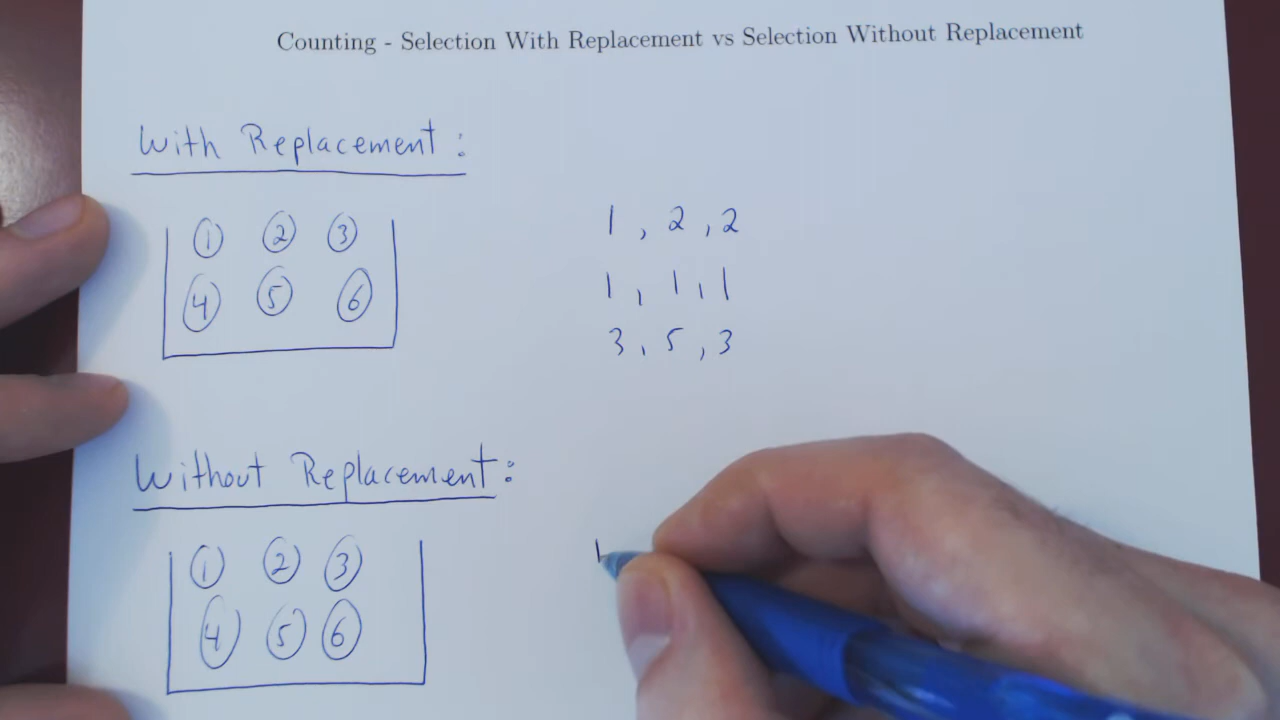 Counting - Selection With Replacement vs Selection Without Replacement
With Replacement:
1 2 3
4 5 6
1, 2, 2
1, 1, 1
3, 5, 3
Without Replacement:
1 2 3
4 5 6